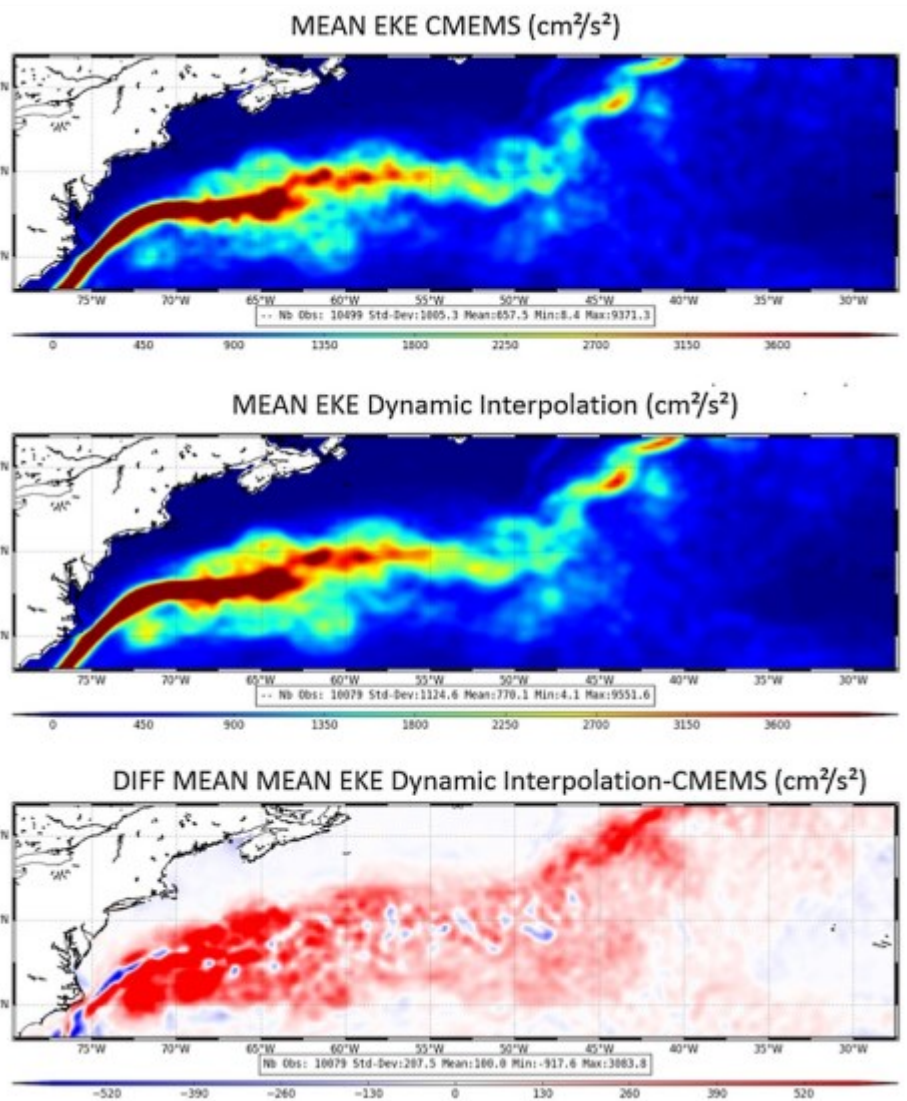 MEAN EKE CMEMS (cm²/s²)
N
N
N
75°W 70°W 65°W 60°W 55°W 50°W 45°W 40°W 35°W 30°W
-- Nb Obs: 10499 Std-Dev:1005.3 Mean:657.5 Min:8.4 Max:9371.3
0 450 900 1350 1800 2250 2700 3150 3600
MEAN EKE Dynamic Interpolation (cm²/s²)
N
N
N
75°W 70°W 65°W 60°W 55°W 50°W 45°W 40°W 35°W 30°W
-- Nb Obs: 10079 Std-Dev:1124.6 Mean:770.1 Min:4.1 Max:9551.6
0 450 900 1350 1800 2250 2700 3150 3600
DIFF MEAN MEAN EKE Dynamic Interpolation-CMEMS (cm²/s²)
N
N
N
75°W 70°W 65°W 60°W 55°W 50°W 45°W 40°W 35°W 30°W
Nb Obs: 10079 Std-Dev:207.5 Mean:100.0 Min:-917.6 Max:3083.8
−520 −390 −260 −130 0 130 260 390 520